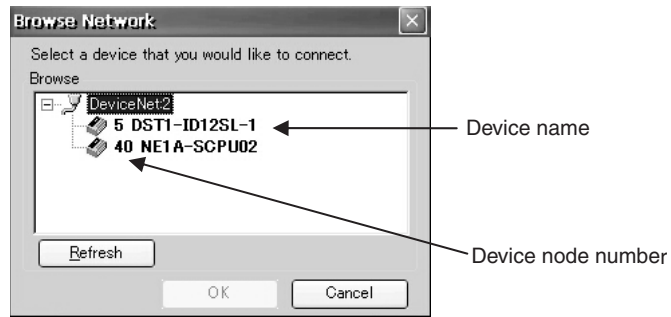 Browse Network
Select a device that you would like to connect.
Browse
DeviceNet:2
5 DST1-ID12SL-1
40 NE1A-SCPU02
Device name
Device node number
Refresh
OK
Cancel